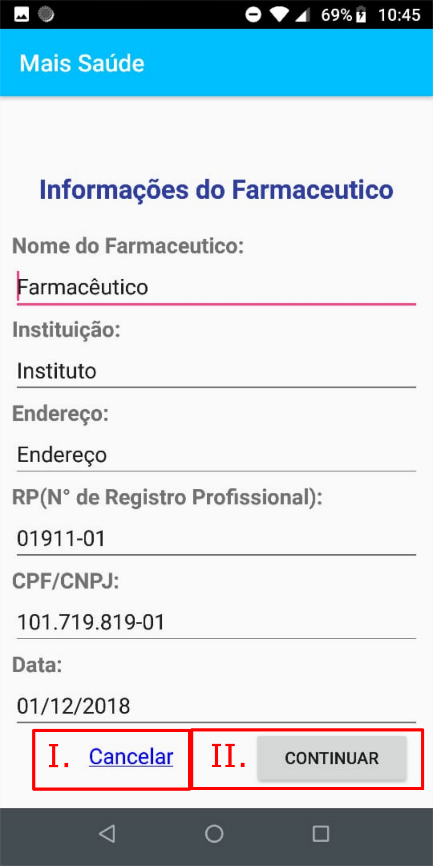 69% 10:45
Mais Saúde
Informações do Farmaceutico
Nome do Farmaceutico:
Farmacêutico
Instituição:
Instituto
Endereço:
Endereço
RP(N° de Registro Profissional):
01911-01
CPF/CNPJ:
101.719.819-01
Data:
01/12/2018
I. Cancelar II. CONTINUAR